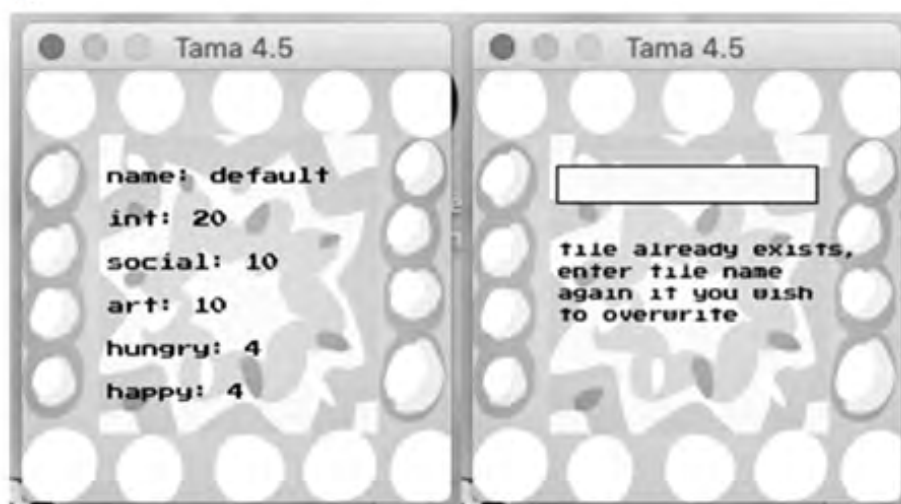 Tama 4.5
name: default
int: 20
social: 10
art: 10
hungry: 4
happy: 4
Tama 4.5
file already exists,
enter file name
again if you wish
to overwrite